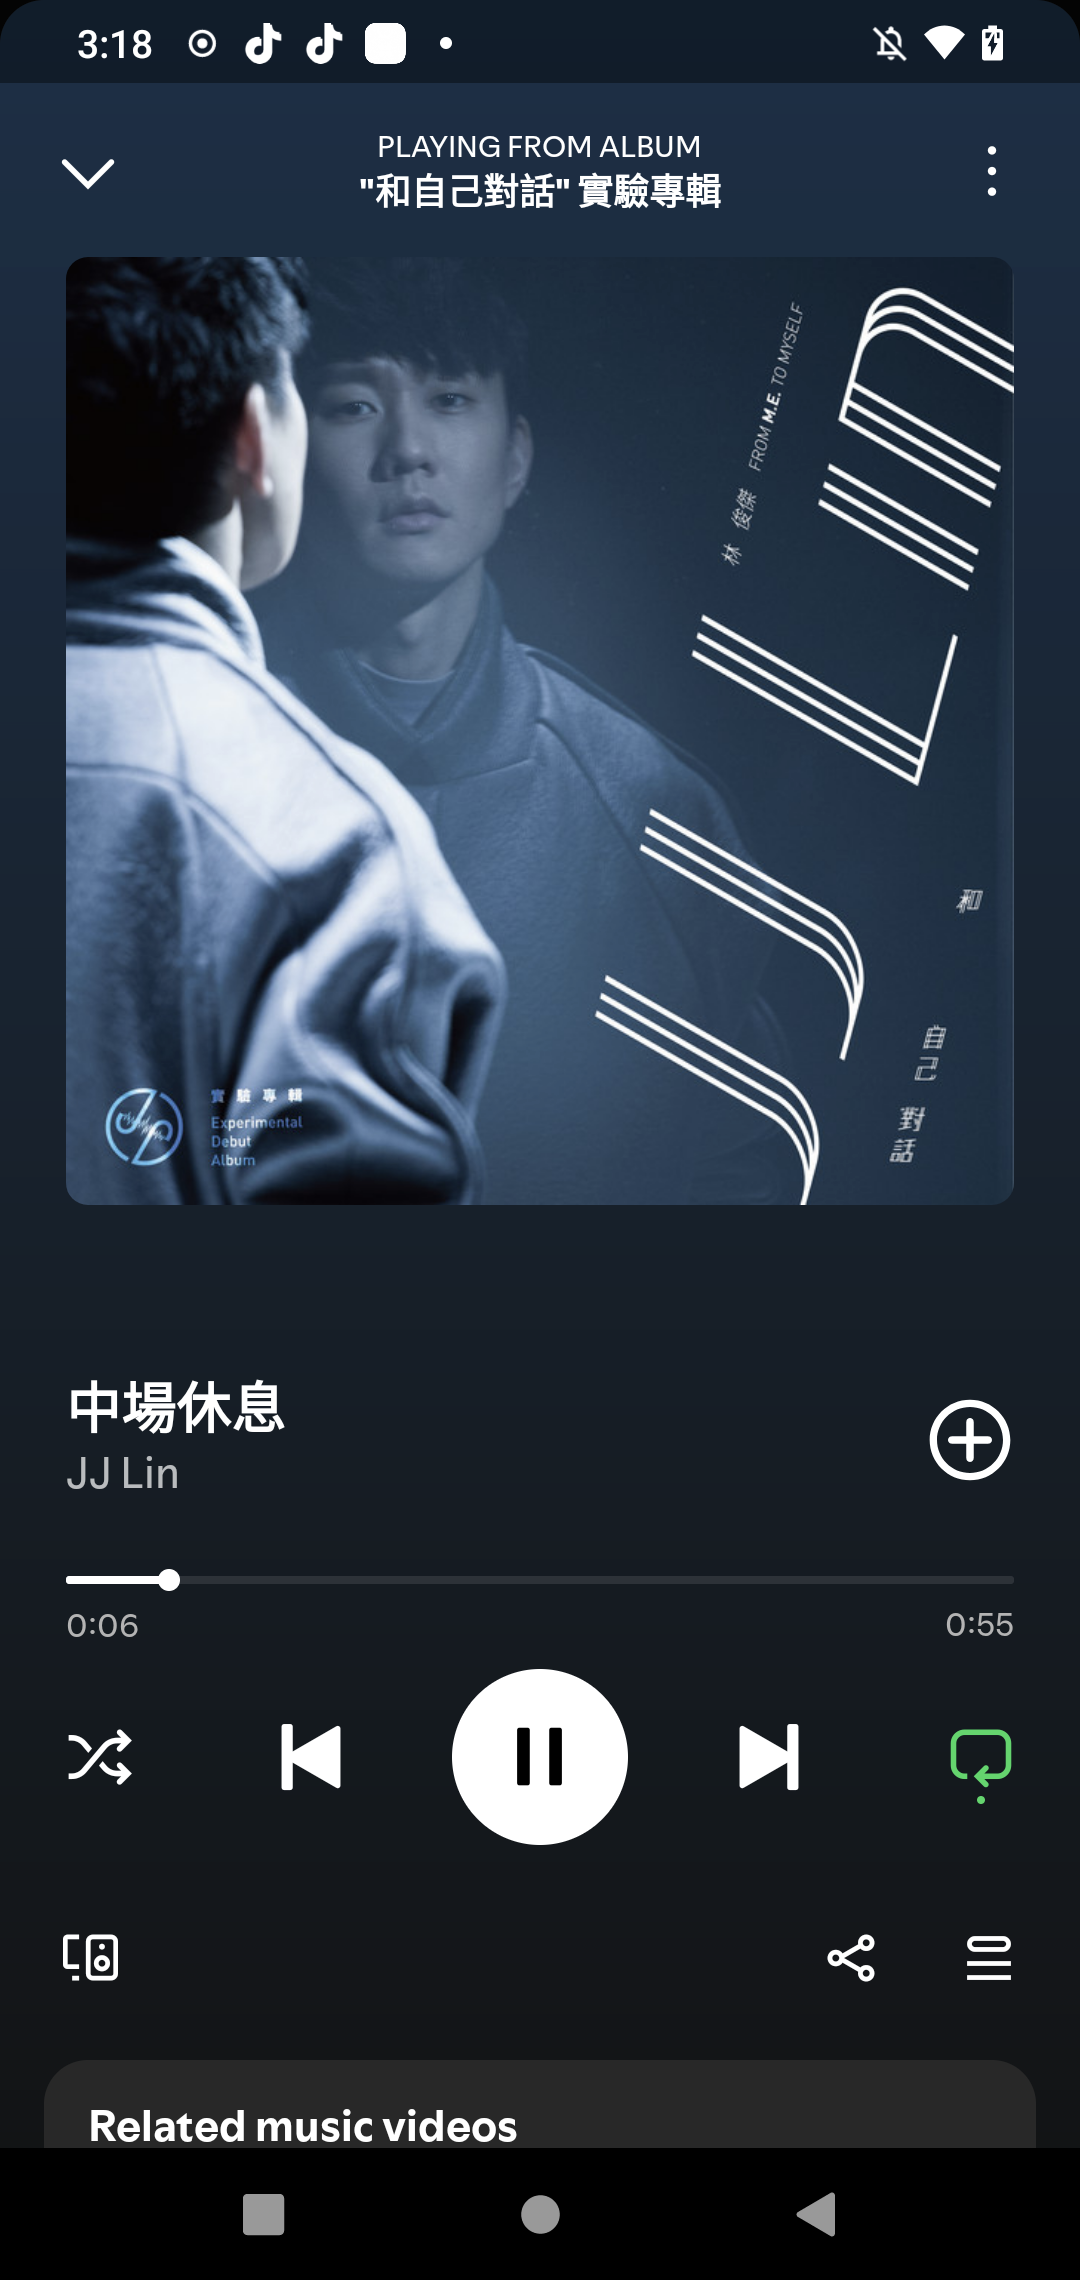 3:18
PLAYING FROM ALBUM
"和自己對話" 實驗專輯
林 俊傑 FROM M.E. TO MYSELF
和
自己
對話
實驗專輯
Experimental
Debut
Album
中場休息
JJ Lin
0:06
0:55
Related music videos